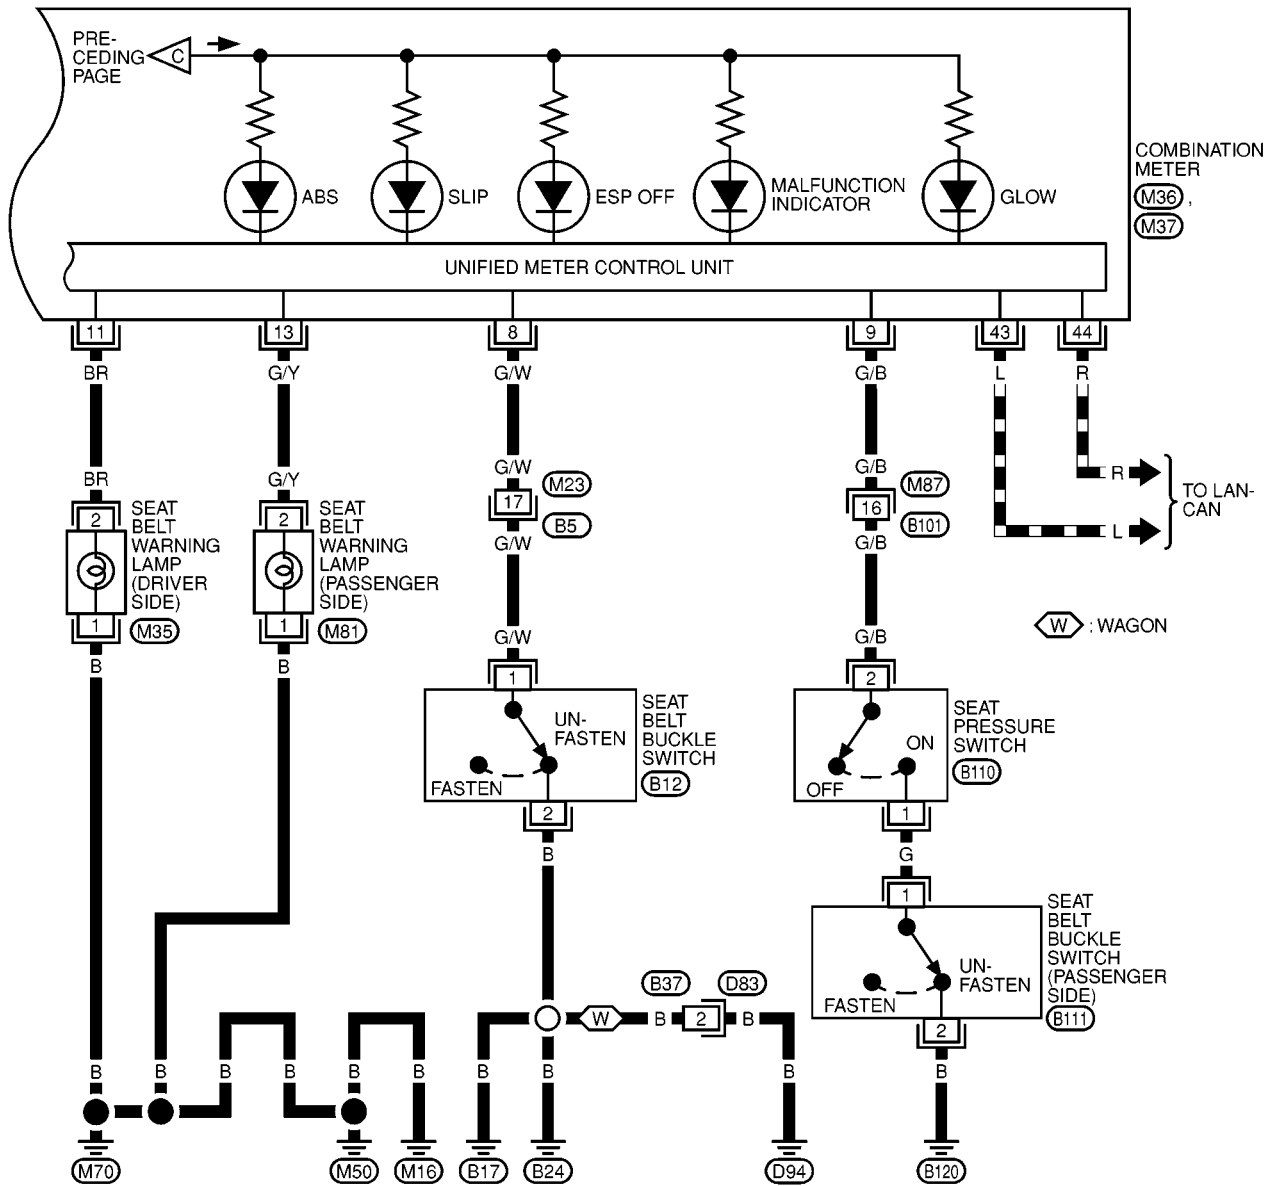 PRE-
CEDING
PAGE
C
ABS
SLIP
ESP OFF
MALFUNCTION
INDICATOR
GLOW
COMBINATION
METER
M36 ,
M37
UNIFIED METER CONTROL UNIT
11
13
8
9
43
44
BR
G/Y
G/W
G/B
L
R
BR
G/Y
G/W
G/B
R
L
TO LAN-
CAN
17
M23
B5
16
M87
B101
G/W
G/B
2
SEAT
BELT
WARNING
LAMP
(DRIVER
SIDE)
1
M35
2
SEAT
BELT
WARNING
LAMP
(PASSENGER
SIDE)
1
M81
W : WAGON
G/W
G/B
B
B
1
UN-
FASTEN
FASTEN
2
SEAT
BELT
BUCKLE
SWITCH
B12
2
ON
OFF
1
SEAT
PRESSURE
SWITCH
B110
B
G
1
UN-
FASTEN
FASTEN
2
SEAT
BELT
BUCKLE
SWITCH
(PASSENGER
SIDE)
B111
B37
D83
W
B
2
B
B
B
B
B
B
B
B
B
B
B
M70
M50
M16
B17
B24
D94
B120